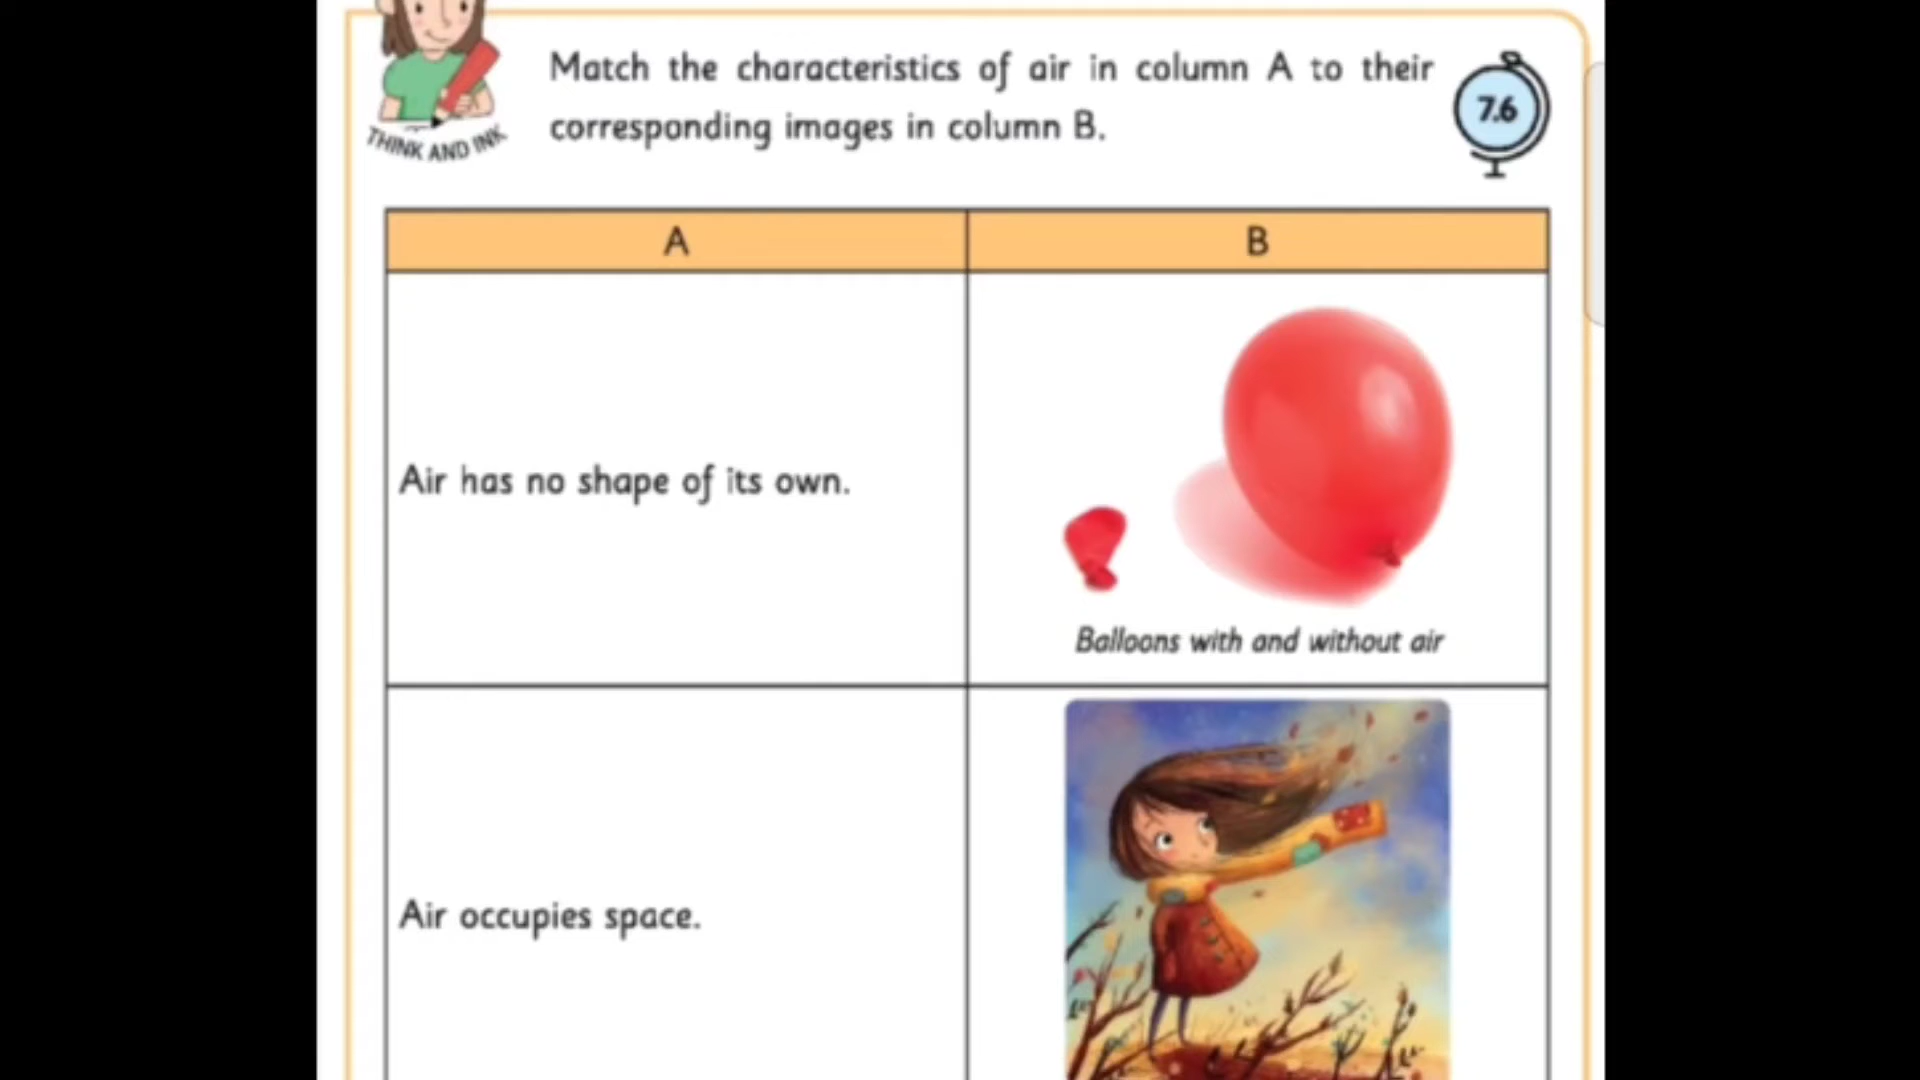 Match the characteristics of air in column A to their
corresponding images in column B.
7.6
THINK AND INK
A
B
Air has no shape of its own.
Balloons with and without air
Air occupies space.